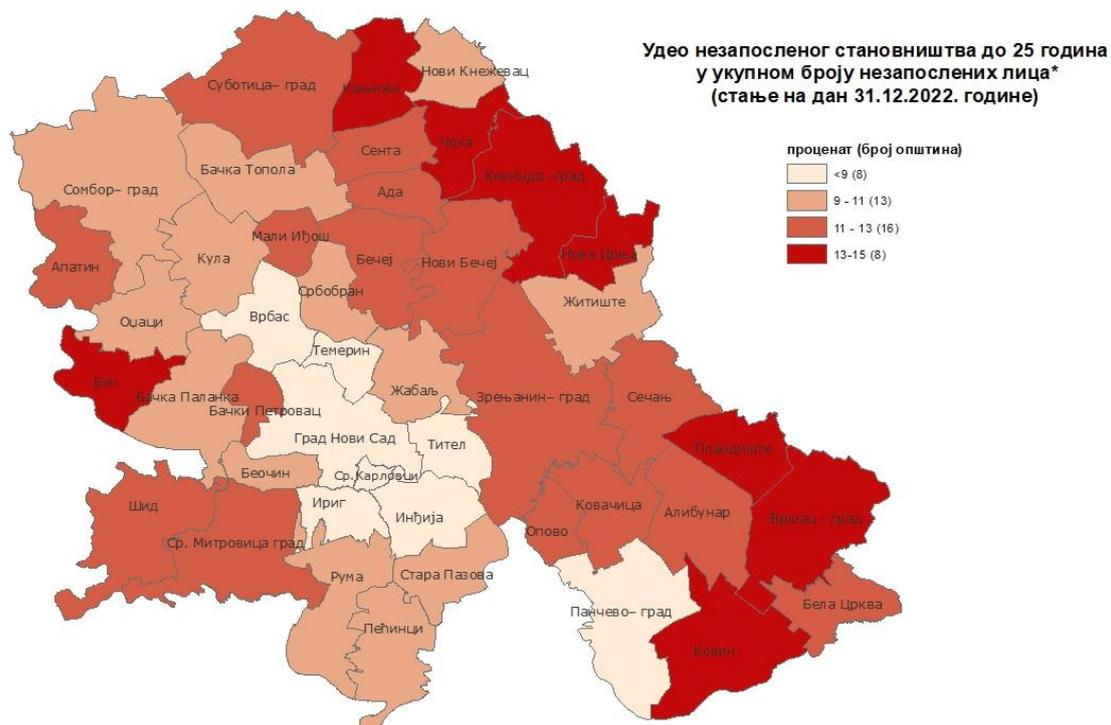 Удео незапосленог становништва до 25 година
у укупном броју незапослених лица*
(стање на дан 31.12.2022. године)
проценат (број општина)
<9 (8)
9 - 11 (13)
11 - 13 (16)
13-15 (8)
Нови Кнежевац
Суботица– град
Кањижа
Чока
Сента
Бачка Топола
Кикинда –град
Сомбор– град
Ада
Мали Иђош
Бечеј
Нови Бечеј
Нова Црња
Кула
Апатин
Србобран
Житиште
Врбас
Оџаци
Темерин
Бач
Бачка Паланка
Жабаљ
Зрењанин– град
Сечањ
Бачки Петровац
Град Нови Сад
Тител
Пландиште
Беочин
Ср. Карловци
Шид
Ириг
Инђија
Ковачица
Алибунар
Вршац – град
Опово
Ср. Митровица град
Рума
Стара Пазова
Панчево– град
Бела Црква
Пећинци
Ковин